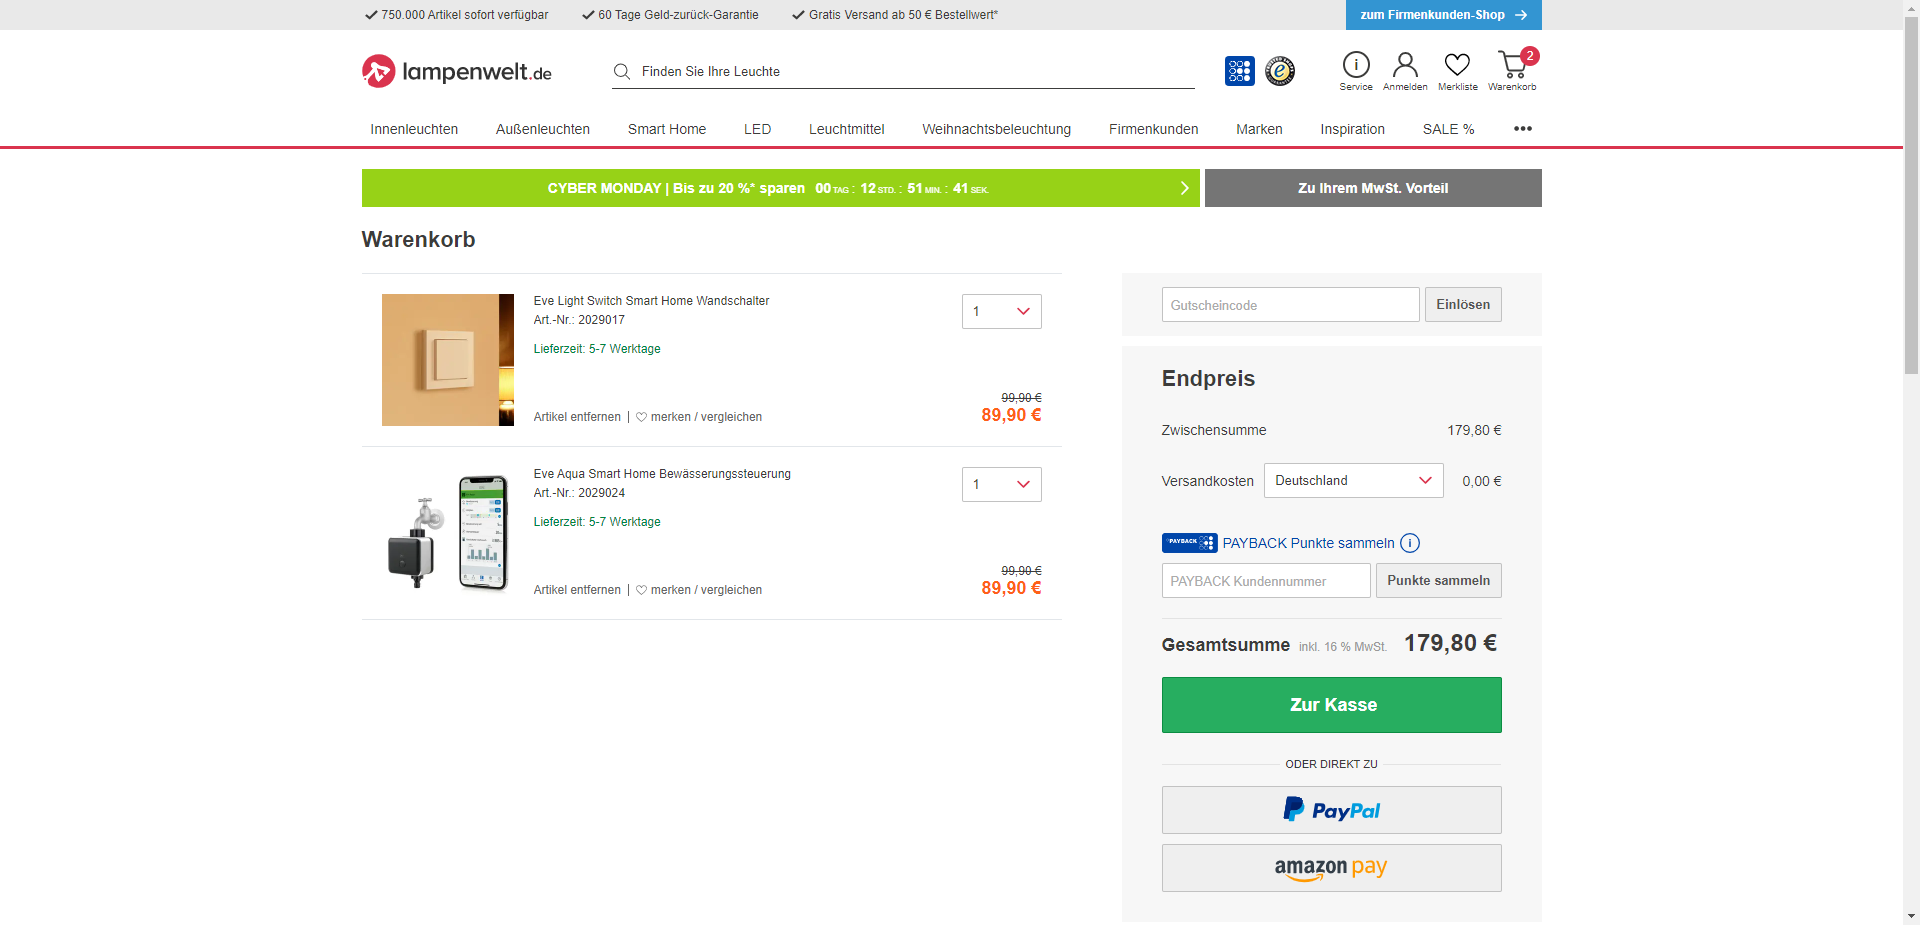 750.000 Artikel sofort verfügbar
60 Tage Geld-zurück-Garantie
Gratis Versand ab 50 € Bestellwert*
zum Firmenkunden-Shop
lampenwelt.de
Finden Sie Ihre Leuchte
Service
Anmelden
Merkliste
2
Warenkorb
Innenleuchten
Außenleuchten
Smart Home
LED
Leuchtmittel
Weihnachtsbeleuchtung
Firmenkunden
Marken
Inspiration
SALE %
CYBER MONDAY | Bis zu 20 %* sparen 00 TAG : 12 STD. : 51 MIN. : 41 SEK.
Zu Ihrem MwSt. Vorteil
Warenkorb
Eve Light Switch Smart Home Wandschalter
Art.-Nr.: 2029017
Lieferzeit: 5-7 Werktage
1
Artikel entfernen | merken / vergleichen
99,90 €
89,90 €
Eve Aqua Smart Home Bewässerungssteuerung
Art.-Nr.: 2029024
Lieferzeit: 5-7 Werktage
1
Artikel entfernen | merken / vergleichen
99,90 €
89,90 €
Gutscheincode
Einlösen
Endpreis
Zwischensumme 179,80 €
Versandkosten Deutschland 0,00 €
PAYBACK PAYBACK Punkte sammeln
PAYBACK Kundennummer
Punkte sammeln
Gesamtsumme inkl. 16 % MwSt. 179,80 €
Zur Kasse
ODER DIREKT ZU
PayPal
amazon pay